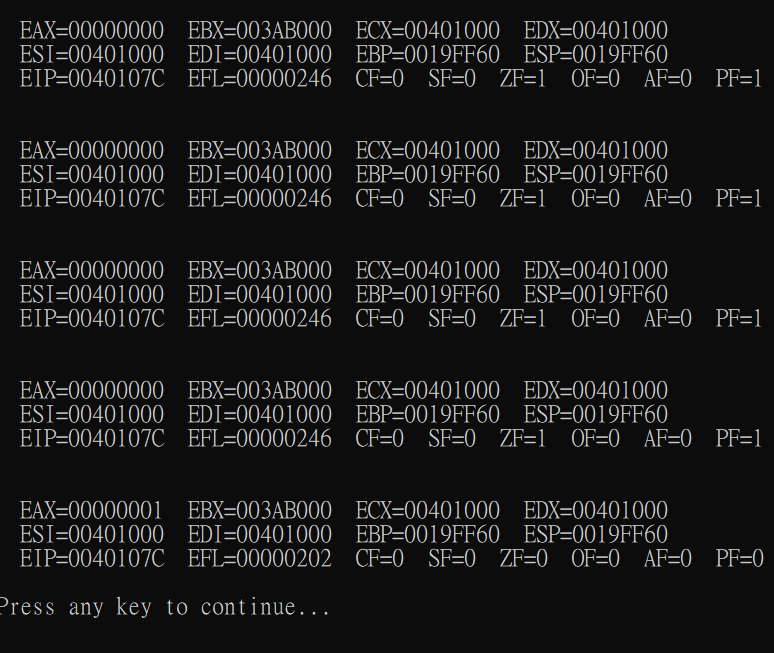 EAX=00000000 EBX=003AB000 ECX=00401000 EDX=00401000
ESI=00401000 EDI=00401000 EBP=0019FF60 ESP=0019FF60
EIP=0040107C EFL=00000246 CF=0 SF=0 ZF=1 OF=0 AF=0 PF=1
EAX=00000000 EBX=003AB000 ECX=00401000 EDX=00401000
ESI=00401000 EDI=00401000 EBP=0019FF60 ESP=0019FF60
EIP=0040107C EFL=00000246 CF=0 SF=0 ZF=1 OF=0 AF=0 PF=1
EAX=00000000 EBX=003AB000 ECX=00401000 EDX=00401000
ESI=00401000 EDI=00401000 EBP=0019FF60 ESP=0019FF60
EIP=0040107C EFL=00000246 CF=0 SF=0 ZF=1 OF=0 AF=0 PF=1
EAX=00000000 EBX=003AB000 ECX=00401000 EDX=00401000
ESI=00401000 EDI=00401000 EBP=0019FF60 ESP=0019FF60
EIP=0040107C EFL=00000246 CF=0 SF=0 ZF=1 OF=0 AF=0 PF=1
EAX=00000001 EBX=003AB000 ECX=00401000 EDX=00401000
ESI=00401000 EDI=00401000 EBP=0019FF60 ESP=0019FF60
EIP=0040107C EFL=00000202 CF=0 SF=0 ZF=0 OF=0 AF=0 PF=0
Press any key to continue...